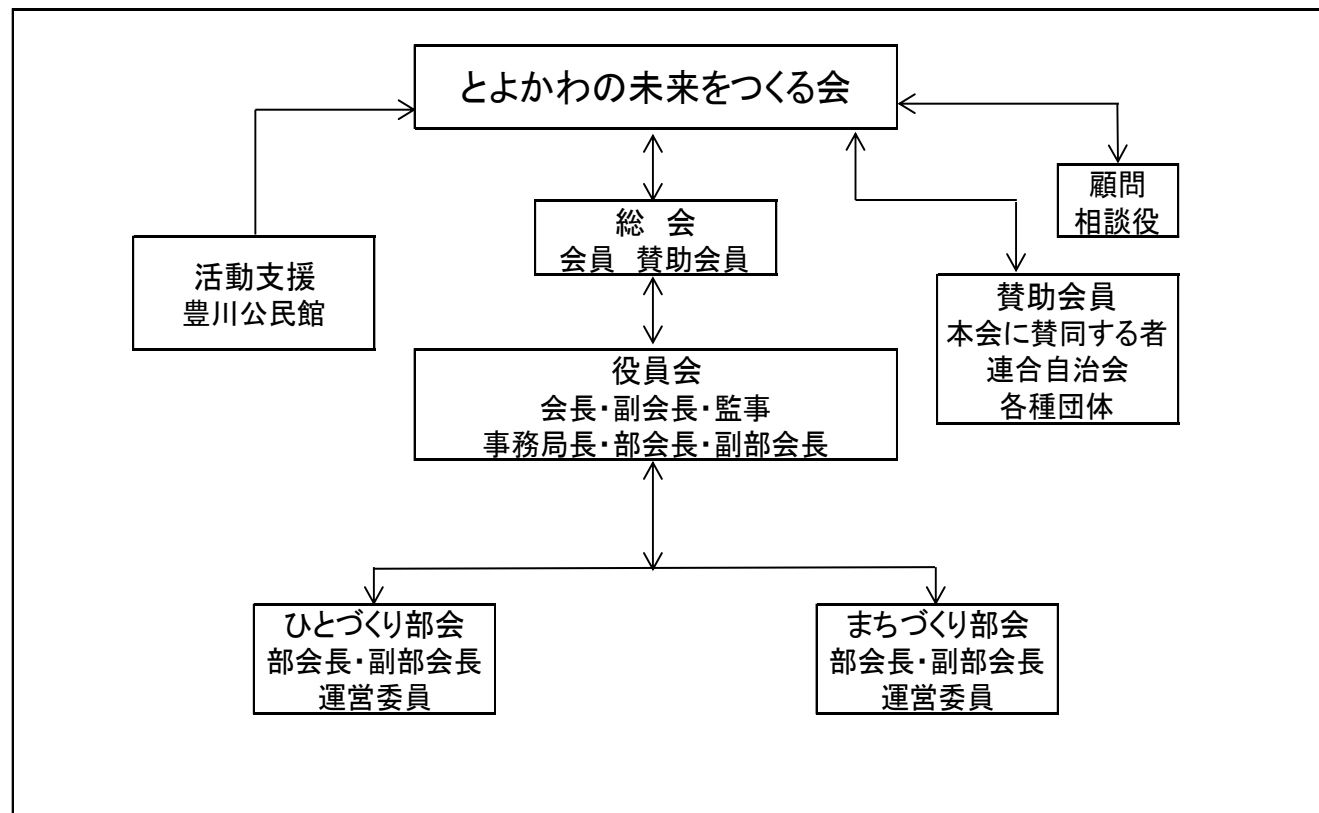 とよかわの未来をつくる会
顧問
相談役
総　会
会員　賛助会員
活動支援
豊川公民館
賛助会員
本会に賛同する者
連合自治会
各種団体
役員会
会長・副会長・監事
事務局長・部会長・副部会長
ひとづくり部会
部会長・副部会長
運営委員
まちづくり部会
部会長・副部会長
運営委員